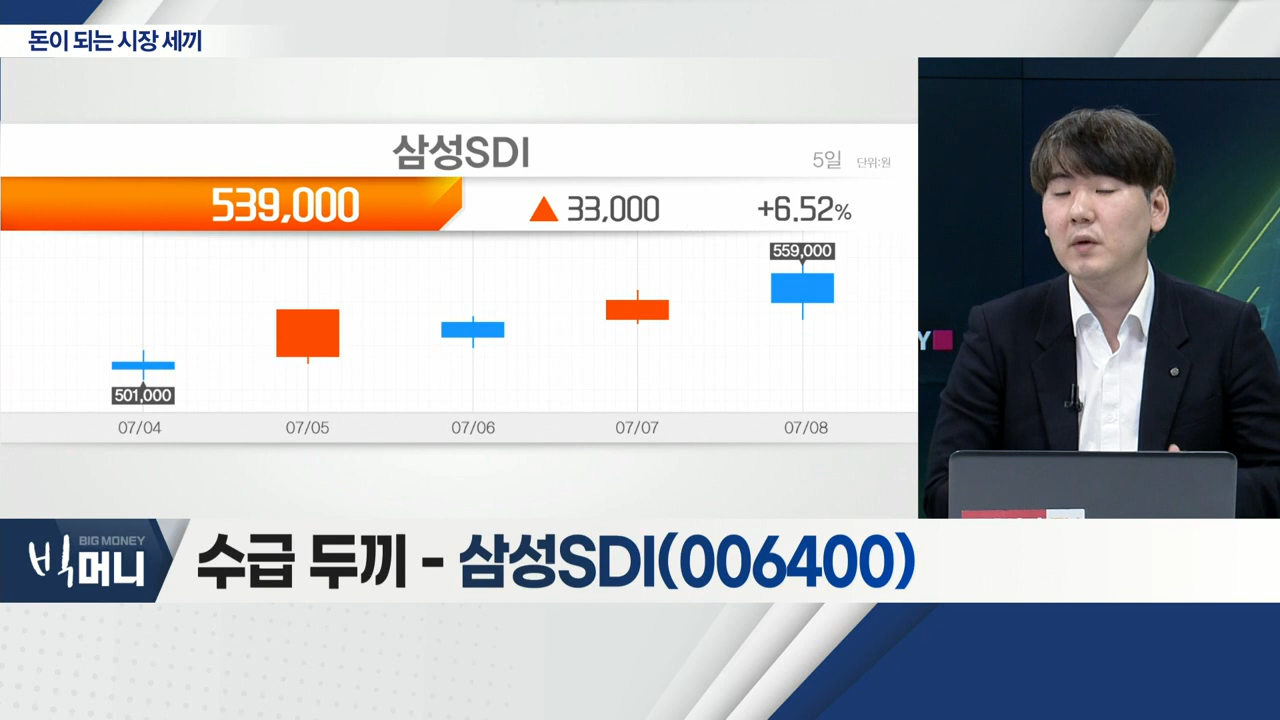 돈이 되는 시장 세끼
삼성SDI
5일 단위:원
539,000 ▲ 33,000 +6.52%
559,000
501,000
07/04 07/05 07/06 07/07 07/08
Y
BIG MONEY
빅머니
수급 두끼 - 삼성SDI(006400)